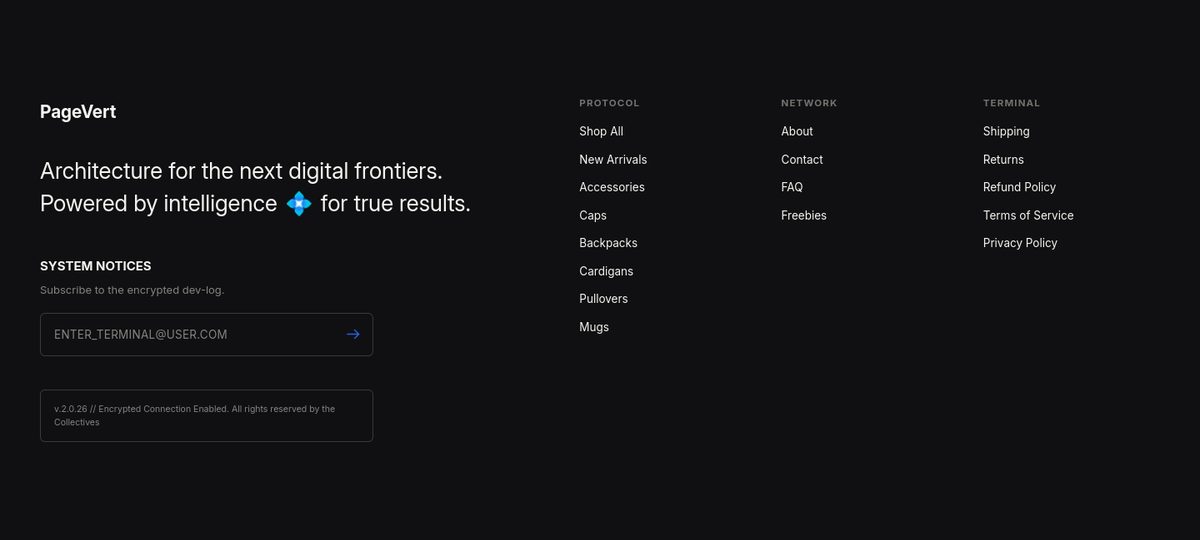 PageVert
Architecture for the next digital frontiers.
Powered by intelligence 💠 for true results.
SYSTEM NOTICES
Subscribe to the encrypted dev-log.
ENTER_TERMINAL@USER.COM
v.2.0.26 // Encrypted Connection Enabled. All rights reserved by the
Collectives
PROTOCOL
Shop All
New Arrivals
Accessories
Caps
Backpacks
Cardigans
Pullovers
Mugs
NETWORK
About
Contact
FAQ
Freebies
TERMINAL
Shipping
Returns
Refund Policy
Terms of Service
Privacy Policy